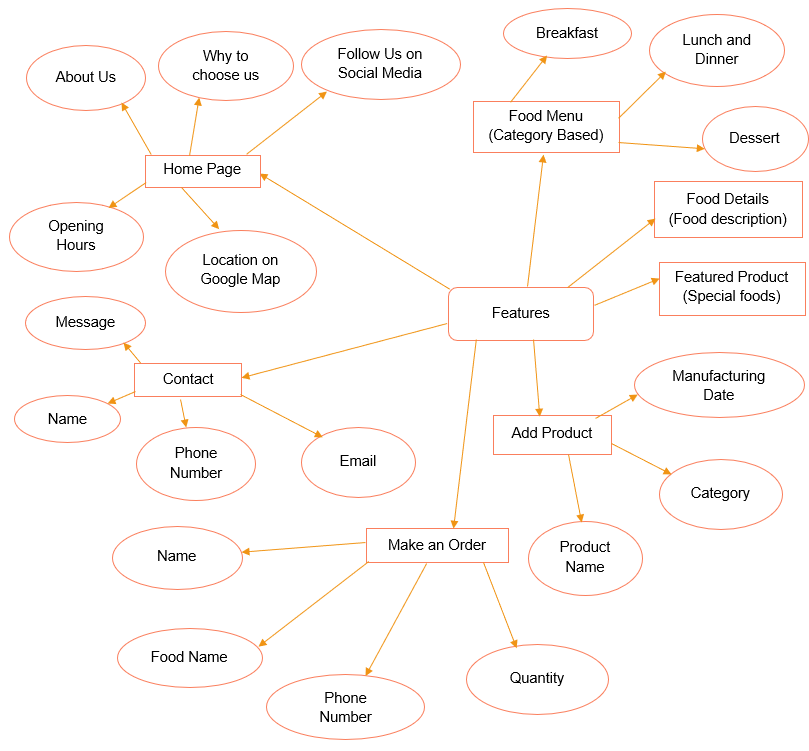 Breakfast
Lunch and
Dinner
Why to
choose us
Follow Us on
Social Media
About Us
Food Menu
(Category Based)
Dessert
Home Page
Food Details
(Food description)
Opening
Hours
Location on
Google Map
Featured Product
(Special foods)
Features
Message
Contact
Manufacturing
Date
Name
Add Product
Phone
Number
Email
Category
Name
Make an Order
Product
Name
Food Name
Quantity
Phone
Number